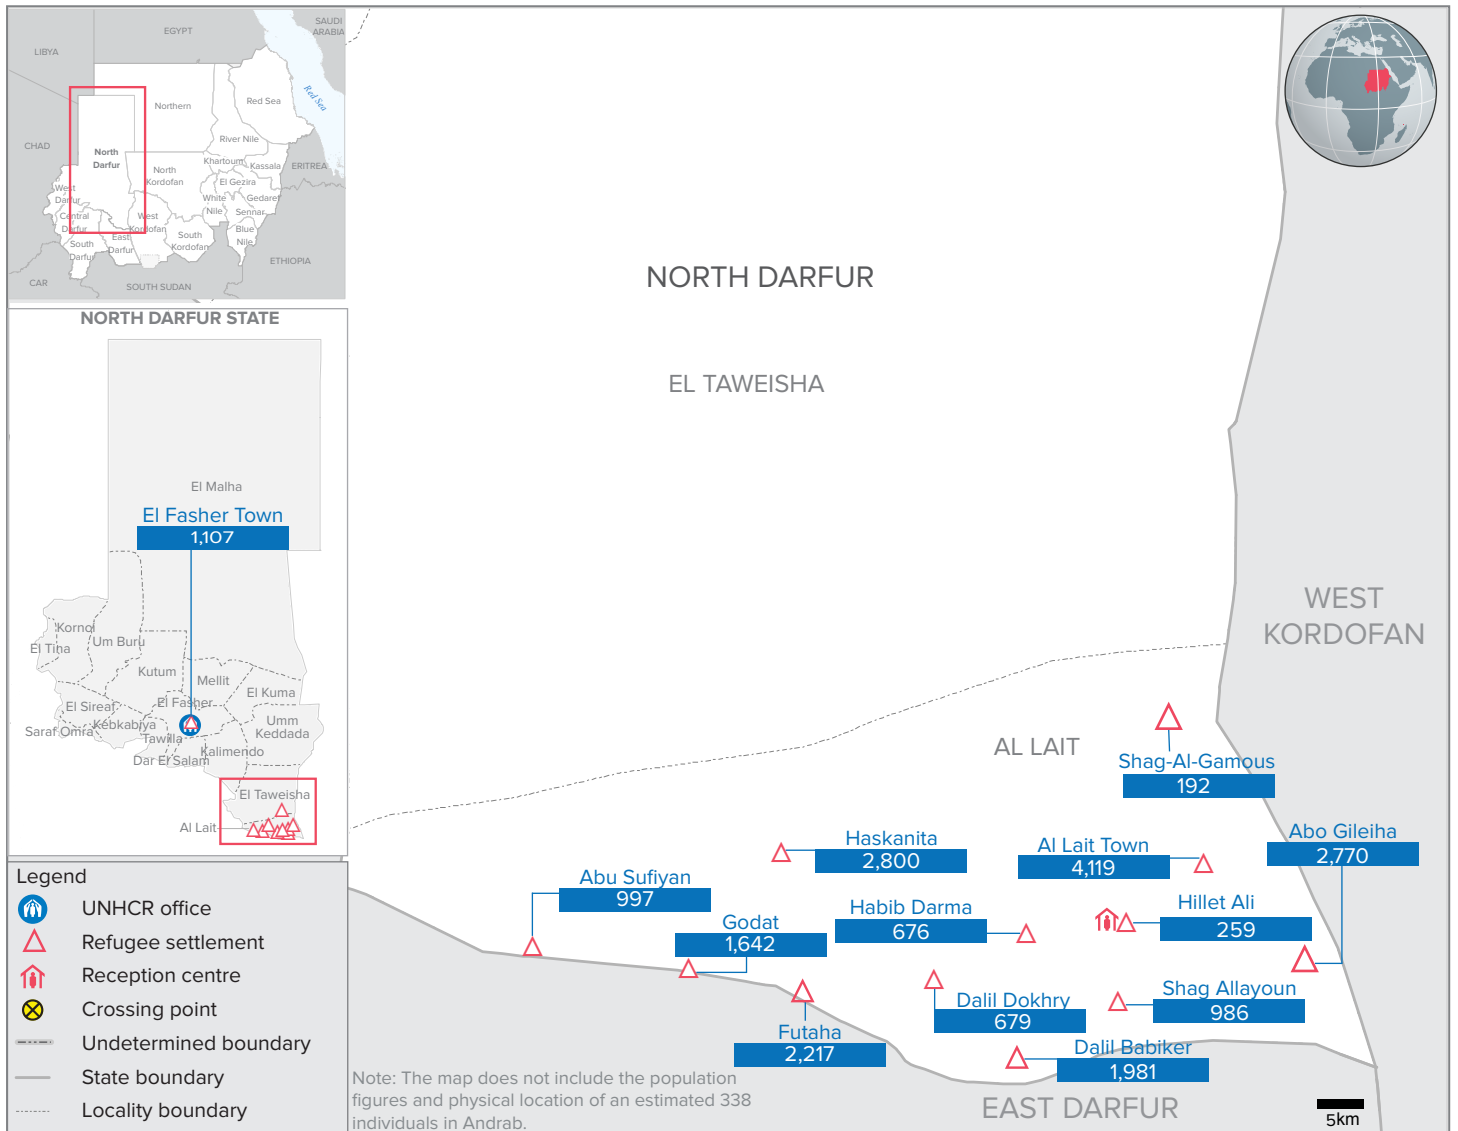 EGYPT
SAUDI
ARABIA
LIBYA
Red Sea
Northern
Red Sea
CHAD
North
Darfur
River Nile
Khartoum
Kassala
ERITREA
North
Kordofan
El Gezira
West
Darfur
White
Nile
Gedaref
Sennar
Central
Darfur
West
Kordofan
South
Kordofan
Blue
Nile
East
Darfur
South
Darfur
ETHIOPIA
CAR
SOUTH SUDAN
NORTH DARFUR STATE
El Malha
El Fasher Town
1,107
Kornoi
El Tina
Um Buru
Kutum
Mellit
El Kuma
El Fasher
El Sireaf
Kebkabiya
Saraf Omra
Tawilla
Umm
Keddada
Kalimendo
Dar El Salam
El Taweisha
Al Lait
Legend
UNHCR office
Refugee settlement
Reception centre
Crossing point
Undetermined boundary
State boundary
Locality boundary
NORTH DARFUR
EL TAWEISHA
WEST
KORDOFAN
AL LAIT
Shag-Al-Gamous
192
Abo Gileiha
2,770
Haskanita
2,800
Al Lait Town
4,119
Abu Sufiyan
997
Habib Darma
676
Hillet Ali
259
Godat
1,642
Dalil Dokhry
679
Shag Allayoun
986
Futaha
2,217
Dalil Babiker
1,981
EAST DARFUR
Note: The map does not include the population
figures and physical location of an estimated 338
individuals in Andrab.
5km